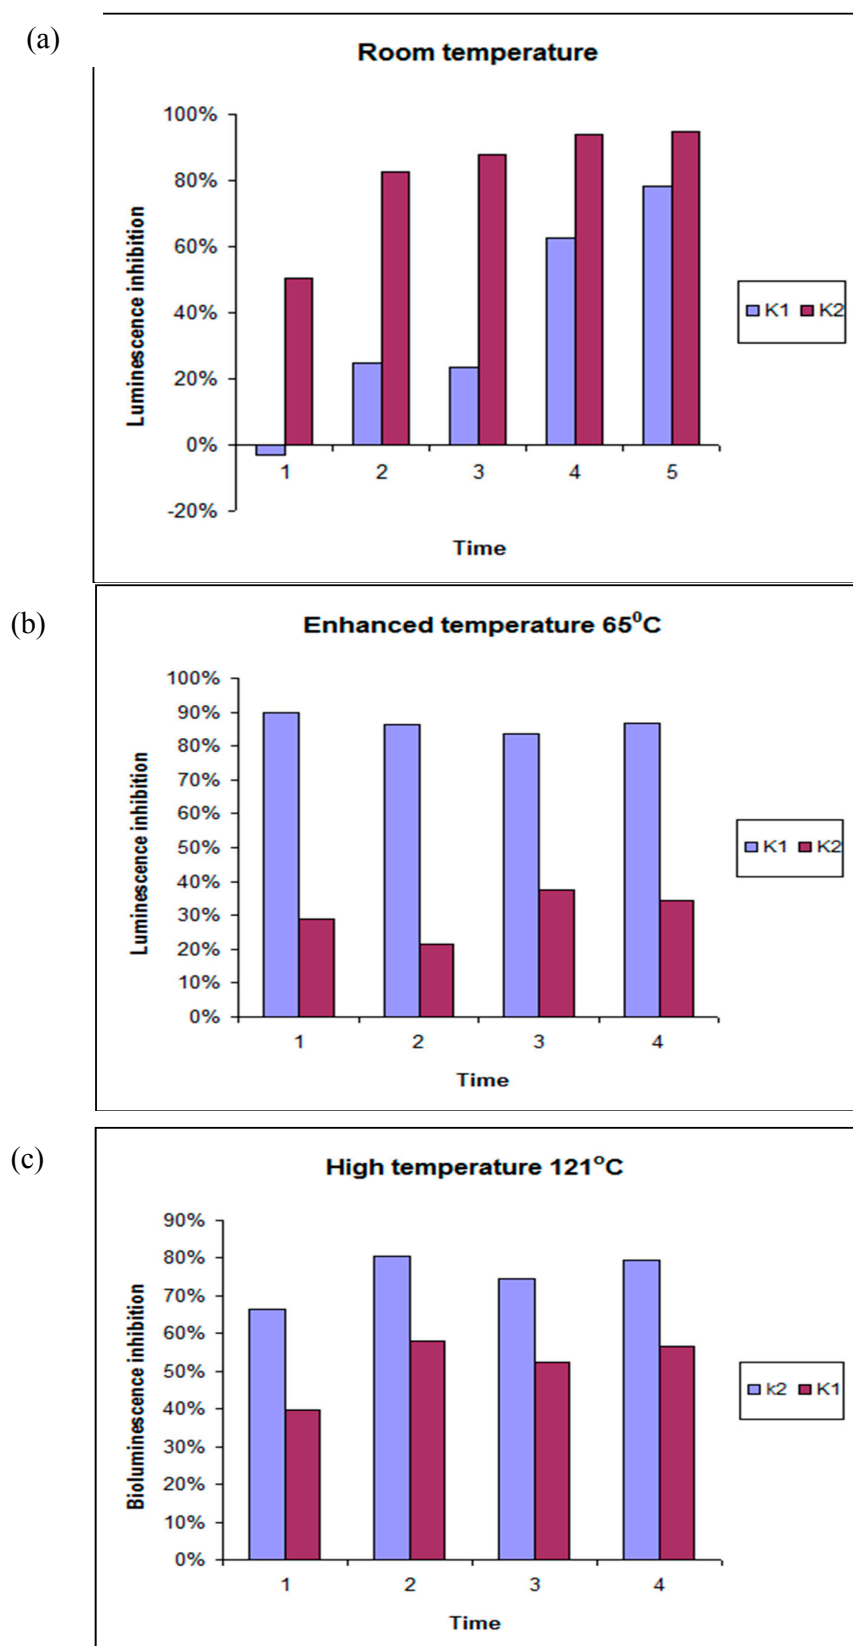 (a)
Room temperature
100%
80%
60%
40%
20%
0%
-20%
Luminescence inhibition
1 2 3 4 5
Time
K1 K2
(b)
Enhanced temperature 65⁰C
100%
90%
80%
70%
60%
50%
40%
30%
20%
10%
0%
Luminescence inhibition
1 2 3 4
Time
K1 K2
(c)
High temperature 121°C
90%
80%
70%
60%
50%
40%
30%
20%
10%
0%
Bioluminescence inhibition
1 2 3 4
Time
k2 K1